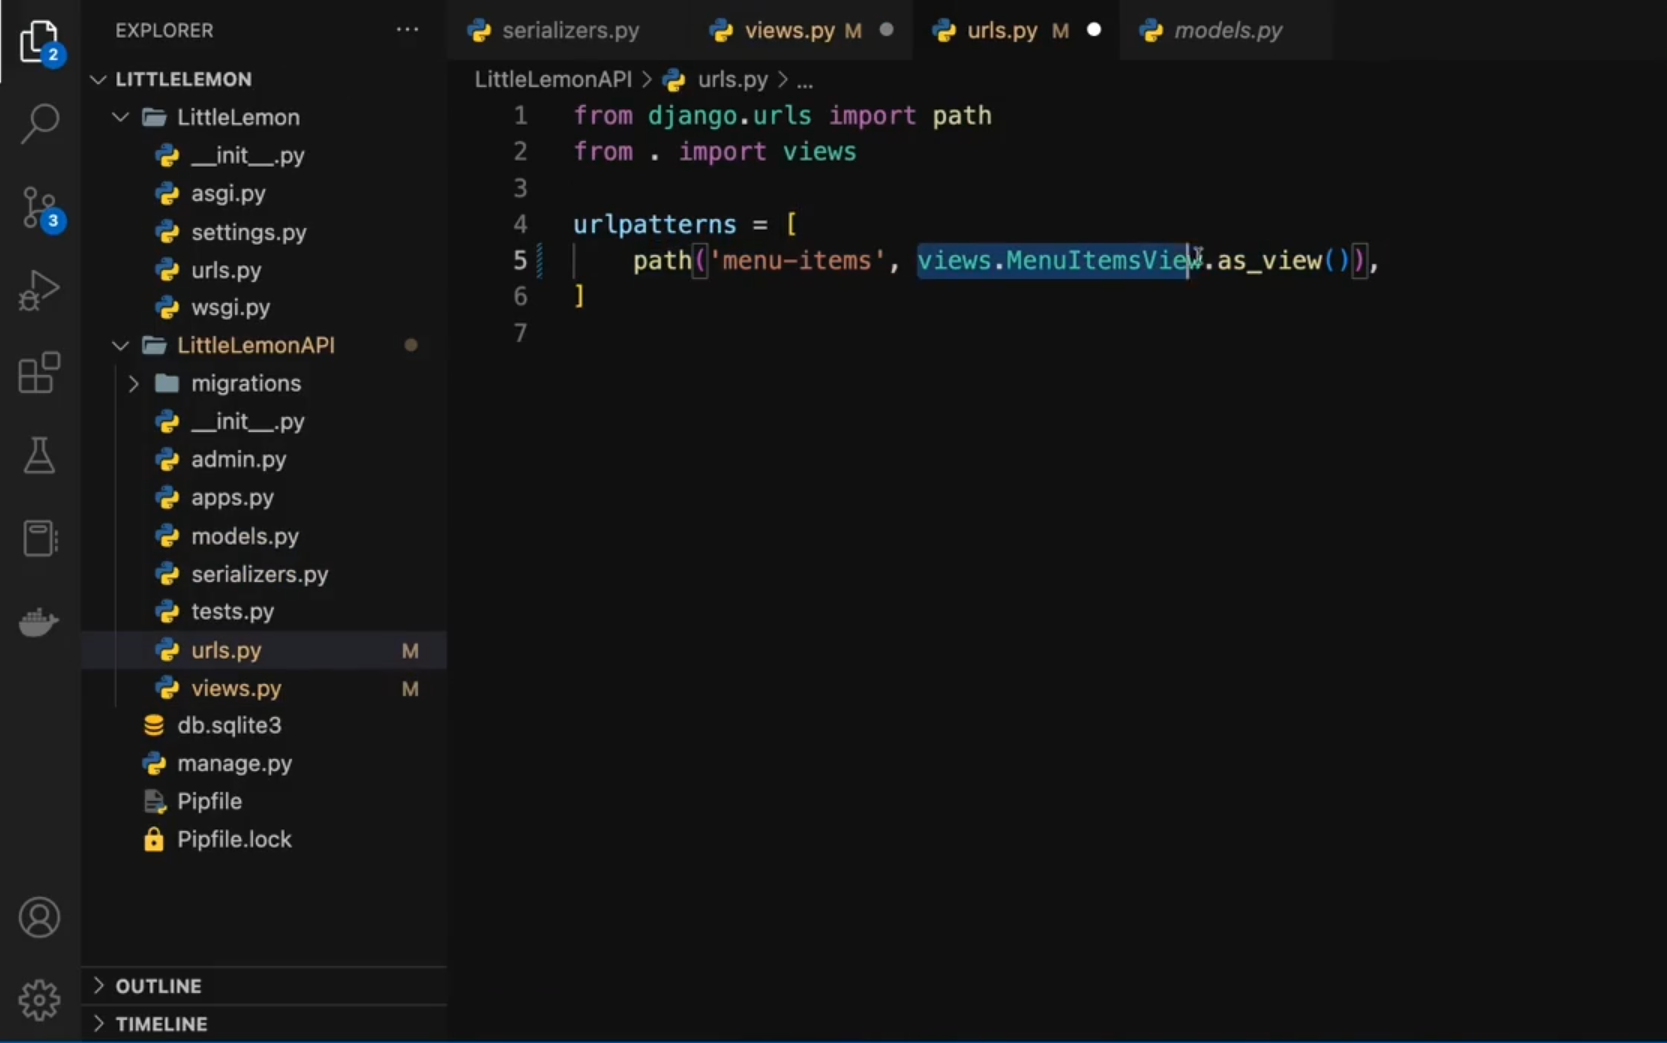 EXPLORER
...
serializers.py
views.py M
urls.py M
models.py
2
LITTLELEMON
LittleLemonAPI > urls.py > ...
LittleLemon
__init__.py
asgi.py
settings.py
urls.py
wsgi.py
LittleLemonAPI
migrations
__init__.py
admin.py
apps.py
models.py
serializers.py
tests.py
urls.py M
views.py M
db.sqlite3
manage.py
Pipfile
Pipfile.lock
OUTLINE
TIMELINE
3
1 from django.urls import path
2 from . import views
3
4 urlpatterns = [
5 path('menu-items', views.MenuItemsView.as_view()),
6 ]
7